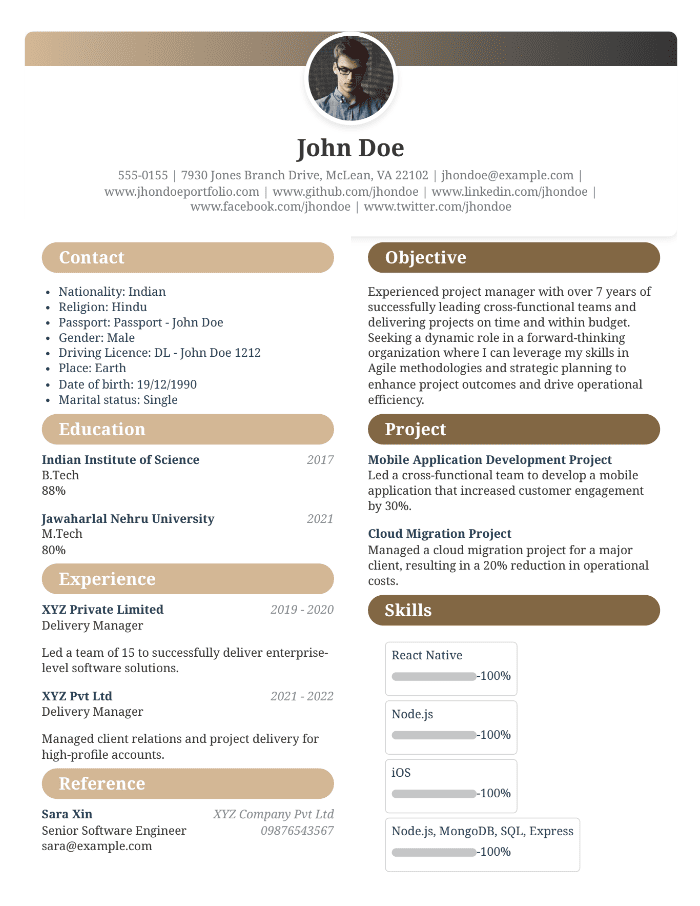 John Doe
555-0155 | 7930 Jones Branch Drive, McLean, VA 22102 | jhondoe@example.com |
www.jhondoeportfolio.com | www.github.com/jhondoe | www.linkedin.com/jhondoe |
www.facebook.com/jhondoe | www.twitter.com/jhondoe
Contact
• Nationality: Indian
• Religion: Hindu
• Passport: Passport - John Doe
• Gender: Male
• Driving Licence: DL - John Doe 1212
• Place: Earth
• Date of birth: 19/12/1990
• Marital status: Single
Education
Indian Institute of Science 2017
B.Tech
88%
Jawaharlal Nehru University 2021
M.Tech
80%
Experience
XYZ Private Limited 2019 - 2020
Delivery Manager
Led a team of 15 to successfully deliver enterprise-
level software solutions.
XYZ Pvt Ltd 2021 - 2022
Delivery Manager
Managed client relations and project delivery for
high-profile accounts.
Reference
Sara Xin XYZ Company Pvt Ltd
Senior Software Engineer 09876543567
sara@example.com
Objective
Experienced project manager with over 7 years of
successfully leading cross-functional teams and
delivering projects on time and within budget.
Seeking a dynamic role in a forward-thinking
organization where I can leverage my skills in
Agile methodologies and strategic planning to
enhance project outcomes and drive operational
efficiency.
Project
Mobile Application Development Project
Led a cross-functional team to develop a mobile
application that increased customer engagement
by 30%.
Cloud Migration Project
Managed a cloud migration project for a major
client, resulting in a 20% reduction in operational
costs.
Skills
React Native
-100%
Node.js
-100%
iOS
-100%
Node.js, MongoDB, SQL, Express
-100%